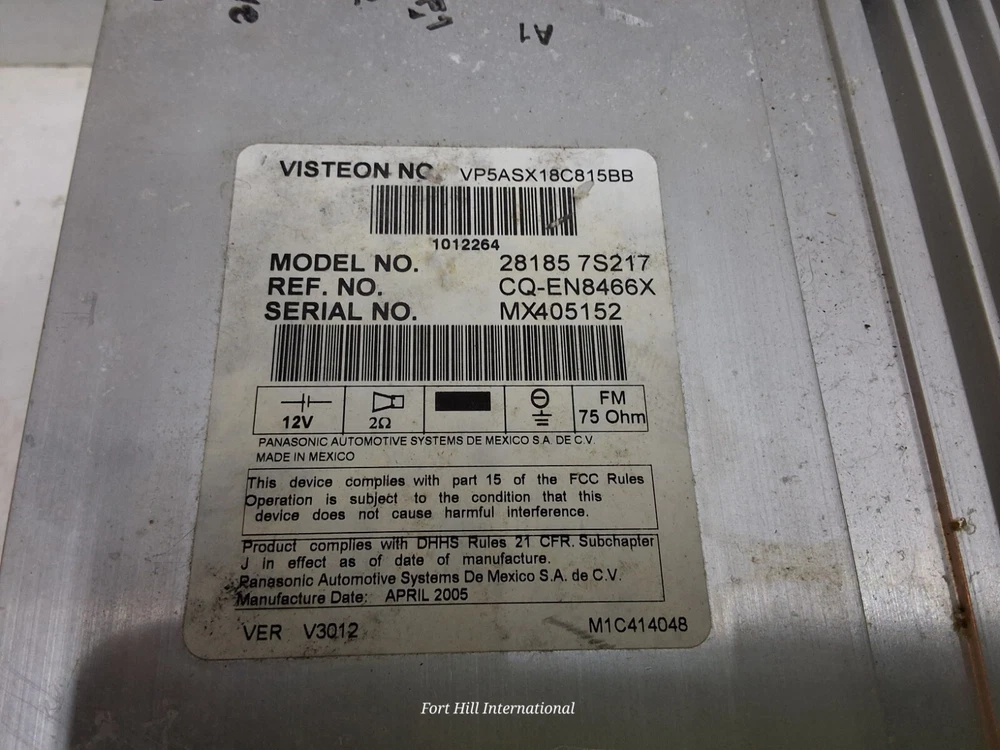 A1
VISTEON NO. VP5ASX18C815BB
1012264
MODEL NO. 28185 7S217
REF. NO. CQ-EN8466X
SERIAL NO. MX405152
12V 2Ω FM 75 Ohm
PANASONIC AUTOMOTIVE SYSTEMS DE MEXICO S.A. DE C.V.
MADE IN MEXICO
This device complies with part 15 of the FCC Rules
Operation is subject to the condition that this
device does not cause harmful interference.
Product complies with DHHS Rules 21 CFR. Subchapter
J in effect as of date of manufacture.
Panasonic Automotive Systems De Mexico S.A. de C.V.
Manufacture Date: APRIL 2005
VER V3012 M1C414048
Fort Hill International